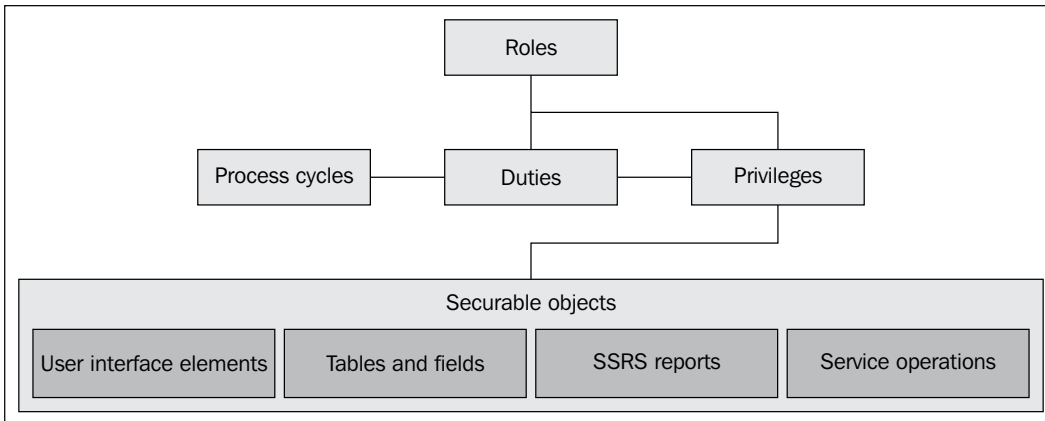 Roles
Process cycles
Duties
Privileges
Securable objects
User interface elements
Tables and fields
SSRS reports
Service operations